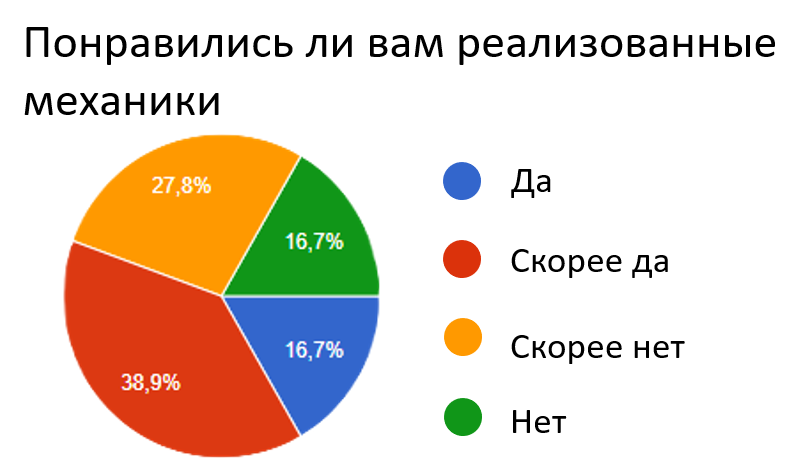 Понравились ли вам реализованные
механики
27,8%
16,7%
16,7%
38,9%
Да
Скорее да
Скорее нет
Нет